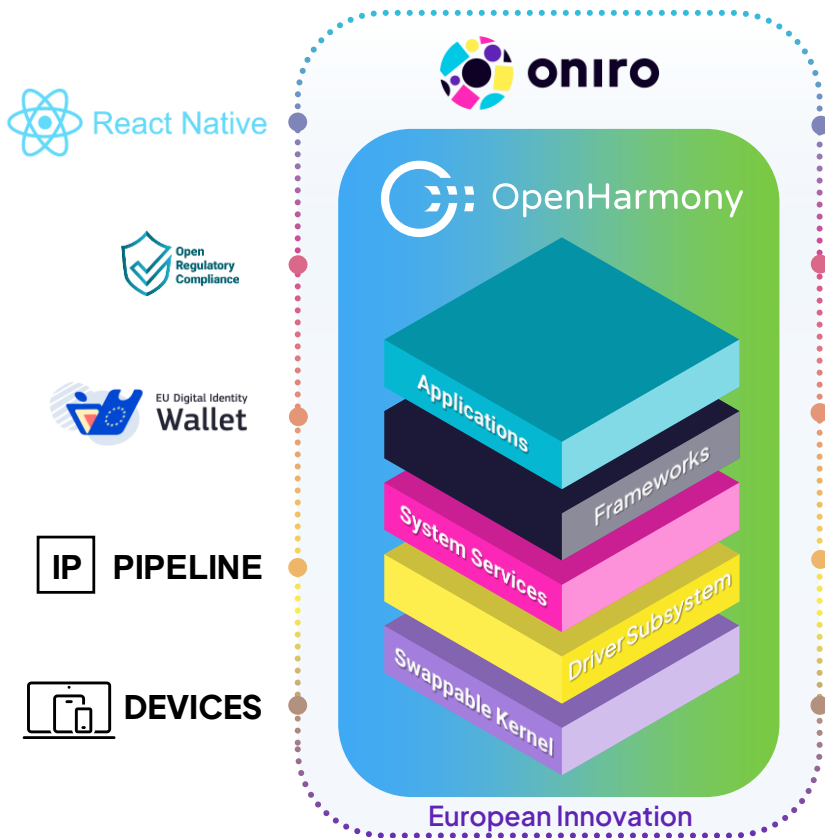 oniro
React Native
OpenHarmony
Open
Regulatory
Compliance
EU Digital Identity
Wallet
IP PIPELINE
DEVICES
Applications
Frameworks
System Services
Driver Subsystem
Swappable Kernel
European Innovation